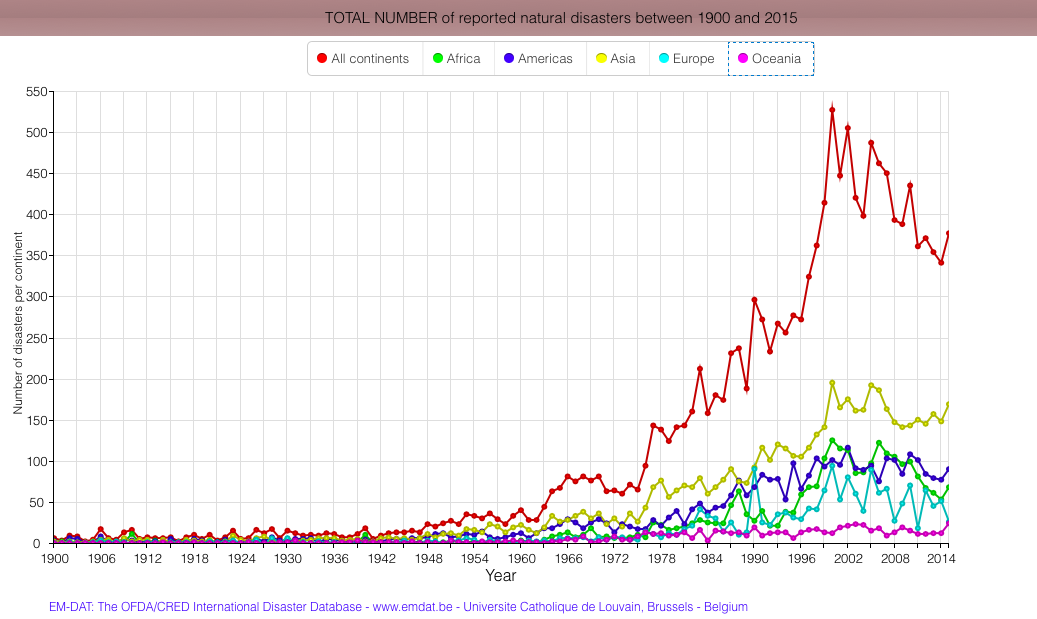 TOTAL NUMBER of reported natural disasters between 1900 and 2015
All continents Africa Americas Asia Europe Oceania
Number of disasters per continent
550
500
450
400
350
300
250
200
150
100
50
0
1900 1906 1912 1918 1924 1930 1936 1942 1948 1954 1960 1966 1972 1978 1984 1990 1996 2002 2008 2014
Year
EM-DAT: The OFDA/CRED International Disaster Database - www.emdat.be - Universite Catholique de Louvain, Brussels - Belgium